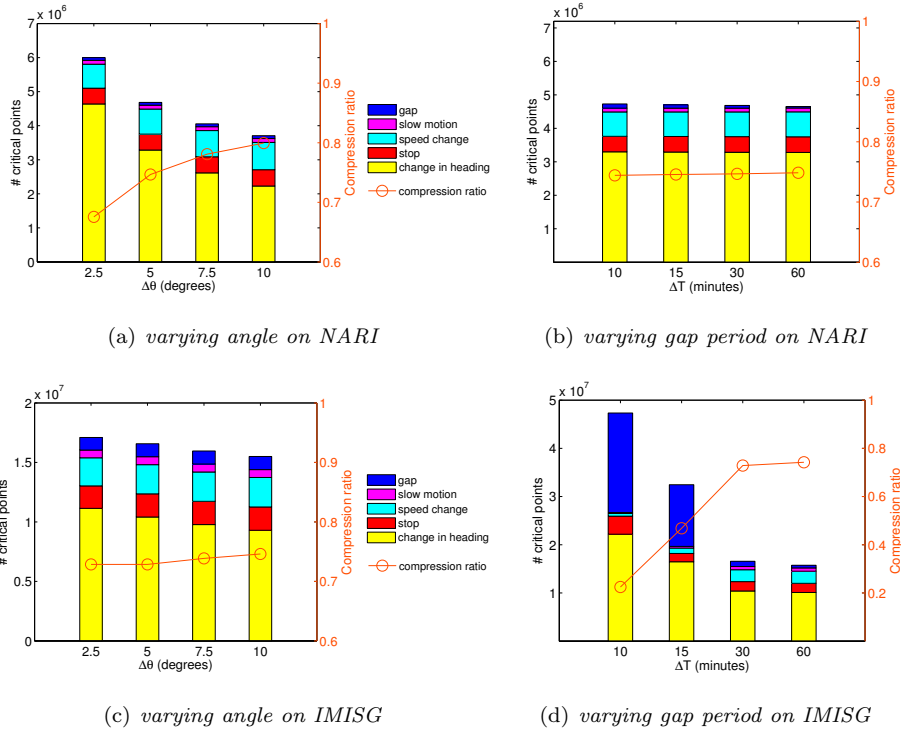 x 10^6
7
6
5
4
3
2
1
0
# critical points
2.5 5 7.5 10
Δθ (degrees)
1
0.9
0.8
0.7
0.6
Compression ratio
gap
slow motion
speed change
stop
change in heading
compression ratio
(a) varying angle on NARI
x 10^6
7
6
5
4
3
2
1
# critical points
10 15 30 60
ΔT (minutes)
1
0.9
0.8
0.7
0.6
Compression ratio
(b) varying gap period on NARI
x 10^7
2
1.5
1
0.5
0
# critical points
2.5 5 7.5 10
Δθ (degrees)
1
0.9
0.8
0.7
0.6
Compression ratio
gap
slow motion
speed change
stop
change in heading
compression ratio
(c) varying angle on IMISG
x 10^7
5
4
3
2
1
# critical points
10 15 30 60
ΔT (minutes)
1
0.8
0.6
0.4
0.2
Compression ratio
(d) varying gap period on IMISG